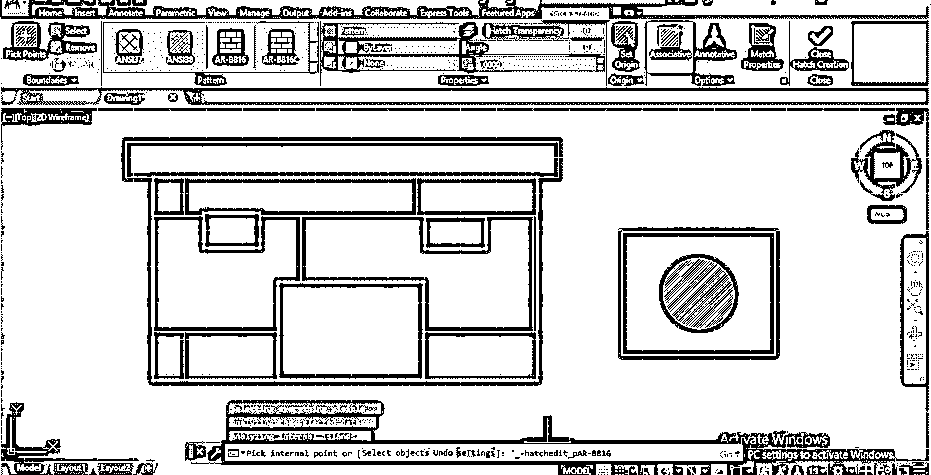 Home Insert Annotate Parametric View Manage Output Add-ins Collaborate Express Tools Featured Apps
Pick Points
Select
Remove
Boundaries
ANSI37 ANSI38 AR-B816 AR-B816C
Pattern
Pattern
ByLayer
None
Hatch Transparency
Angle
Properties
Set Origin
Origin
Associative
Annotative
Match Properties
Options
Close Hatch Creation
Close
Start Drawing1
[−][Top][2D Wireframe]
N
W
TOP
S
Y
X
Activate Windows
Go to PC settings to activate Windows.
Pick internal point or [Select objects Undo seTtings]: '_-hatchedit_pAR-B816
Model Layout1 Layout2
MODEL